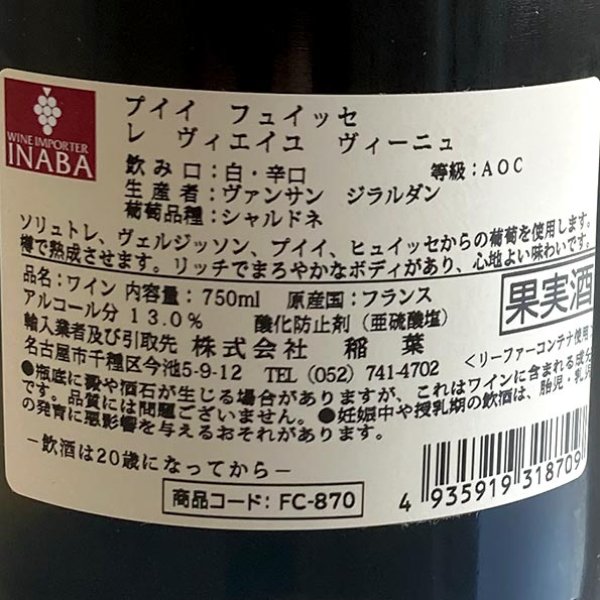 WINE IMPORTER
INABA
プイイ フュイッセ
レ ヴィエイユ ヴィーニュ
飲み口：白・辛口 等級：AOC
生産者：ヴァンサン ジラルダン
葡萄品種：シャルドネ
ソリュトレ、ヴェルジッソン、プイイ、ヒュイッセからの葡萄を使用します。
樽で熟成させます。リッチでまろやかなボディがあり、心地よい味わいです。
品名：ワイン 内容量：750ml 原産国：フランス
アルコール分 13.0% 酸化防止剤（亜硫酸塩）
果実酒
輸入業者及び引取先 株式会社 稲葉
名古屋市千種区今池5-9-12 TEL (052) 741-4702
＜リーファーコンテナ使用
●瓶底に澱や酒石が生じる場合がありますが、これはワインに含まれる成分
です。品質には問題ございません。●妊娠中や授乳期の飲酒は、胎児・乳児
の発育に悪影響を与えるおそれがあります。
－飲酒は20歳になってから－
商品コード：FC-870
4 935919 318709